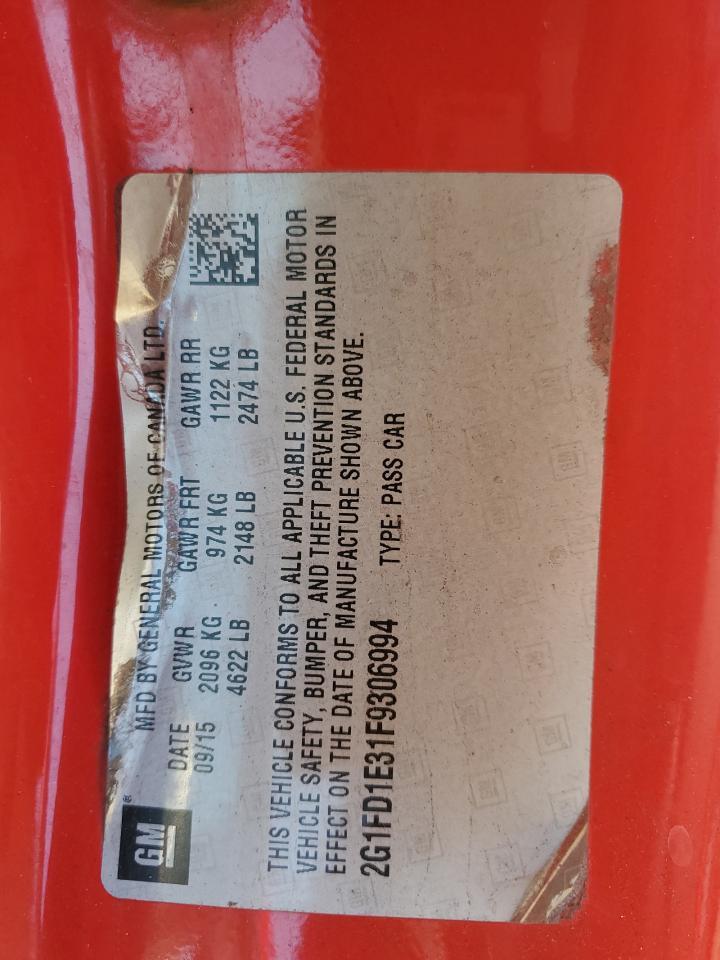 GM®
MFD BY GENERAL MOTORS OF CANADA LTD.
DATE GVWR GAWR FRT GAWR RR
09/15 2096 KG 974 KG 1122 KG
4622 LB 2148 LB 2474 LB
THIS VEHICLE CONFORMS TO ALL APPLICABLE U.S. FEDERAL MOTOR
VEHICLE SAFETY, BUMPER, AND THEFT PREVENTION STANDARDS IN
EFFECT ON THE DATE OF MANUFACTURE SHOWN ABOVE.
2G1FD1E31F9306994 TYPE: PASS CAR